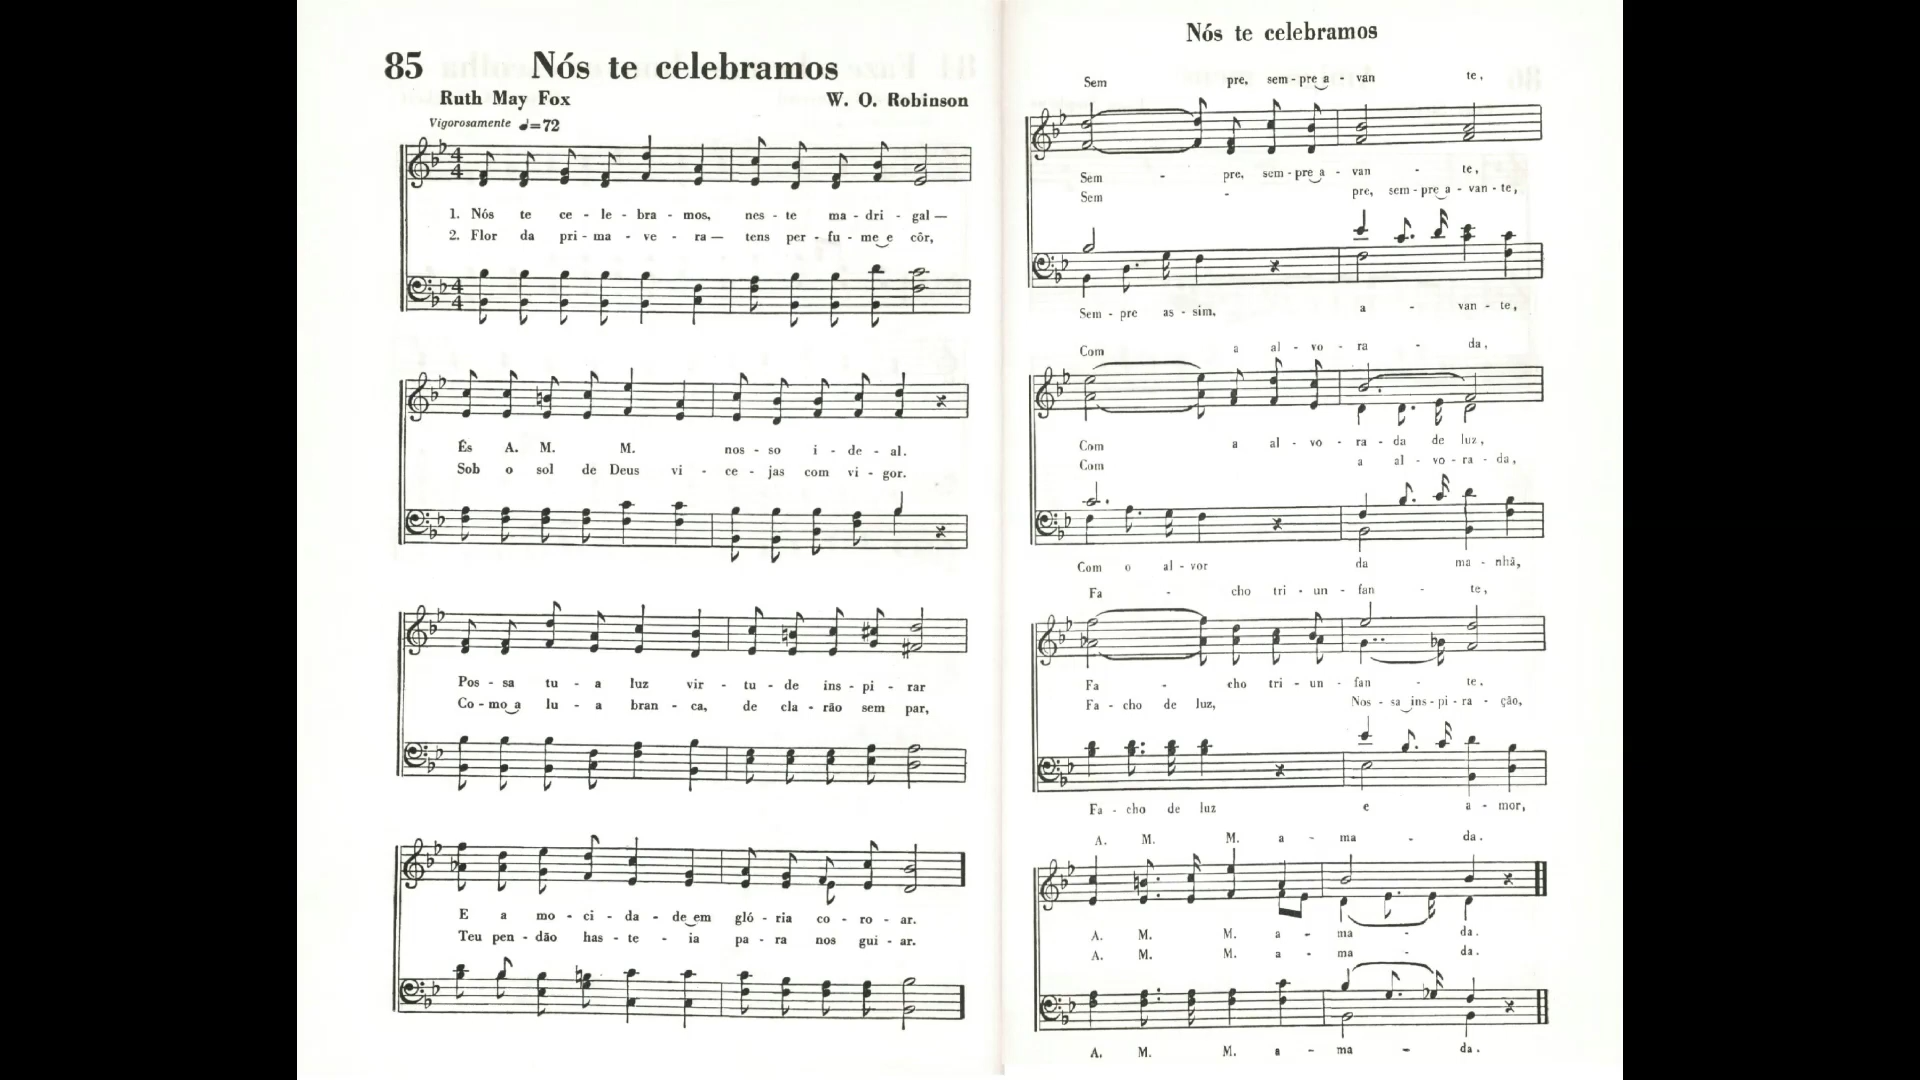 85 Nós te celebramos
Ruth May Fox W. O. Robinson
Vigorosamente ♩=72
1. Nós te ce - le - bra - mos, nes - te ma - dri - gal —
2. Flor da pri - ma - ve - ra — tens per - fu - me e côr,
És A. M. M. nos - so i - de - al.
Sob o sol de Deus vi - ce - jas com vi - gor.
Pos - sa tu - a luz vir - tu - de ins - pi - rar
Co - mo a lu - a bran - ca, de cla - rão sem par,
E a mo - ci - da - de em gló - ria co - ro - ar.
Teu pen - dão has - te - ia pa - ra nos gui - ar.
Nós te celebramos
Sem pre, sem - pre a - van te,
Sem - pre, sem - pre a - van - te,
Sem - pre, sem - pre a - van - te,
Sem - pre as - sim, a - van - te,
Com a al - vo - ra - da,
Com a al - vo - ra - da de luz,
Com a al - vo - ra - da,
Com o al - vor da ma - nhã,
Fa - cho tri - un - fan - te,
Fa - cho tri - un - fan - te.
Fa - cho de luz, Nos - sa ins - pi - ra - ção,
Fa - cho de luz e a - mor,
A. M. M. a - ma - da.
A. M. M. a - ma - da.
A. M. M. a - ma - da.
A. M. M. a - ma - da.